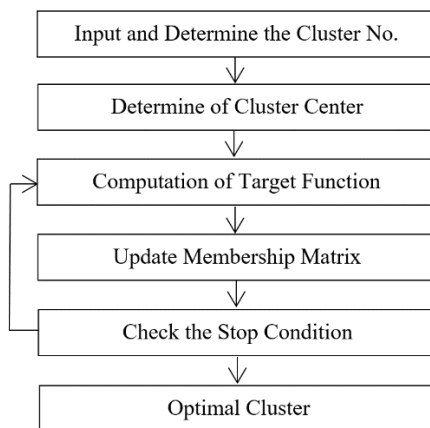 Input and Determine the Cluster No.
Determine of Cluster Center
Computation of Target Function
Update Membership Matrix
Check the Stop Condition
Optimal Cluster